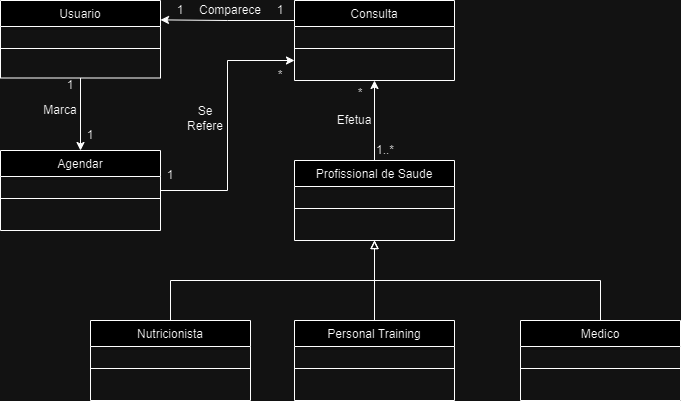 Usuario
1 Comparece 1
Consulta
1
*
Marca
Se
Refere
*
Efetua
1
1..*
Agendar
1
Profissional de Saude
Nutricionista
Personal Training
Medico